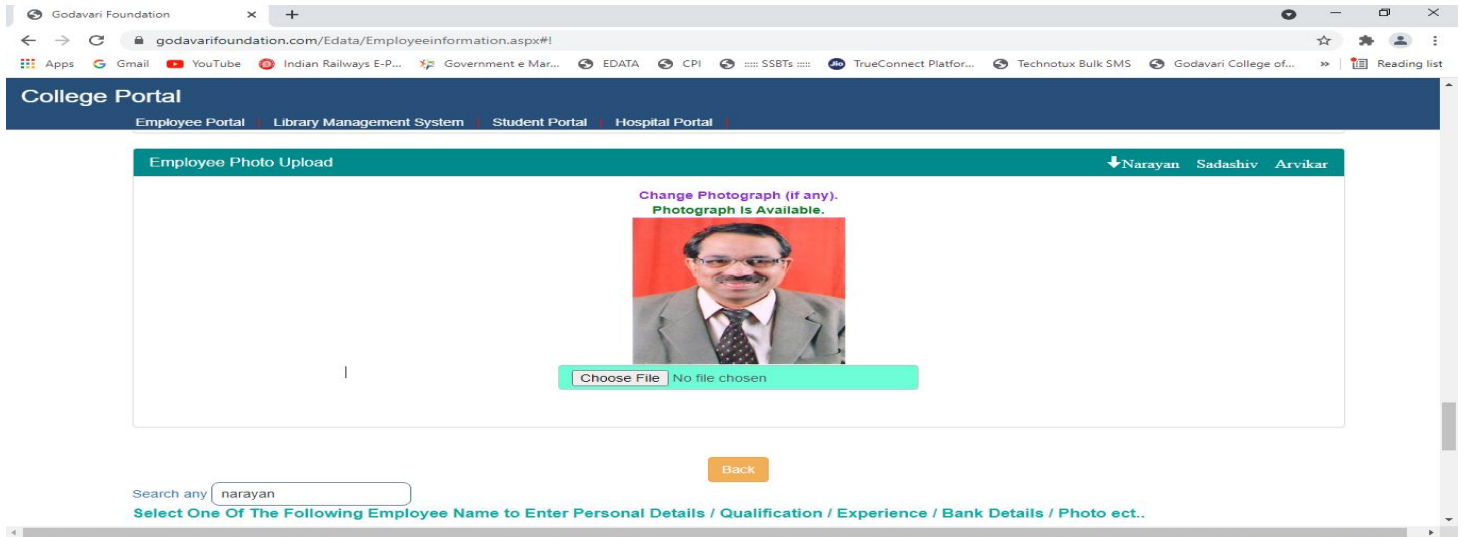 Godavari Foundation
godavarifoundation.com/Edata/Employeeinformation.aspx#!
Apps Gmail YouTube Indian Railways E-P... Government e Mar... EDATA CPI ::::: SSBTs ::::: Jio TrueConnect Platfor... Technotux Bulk SMS Godavari College of... » Reading list
College Portal
Employee Portal | Library Management System | Student Portal | Hospital Portal |
Employee Photo Upload Narayan Sadashiv Arvikar
Change Photograph (if any).
Photograph Is Available.
Choose File No file chosen
Back
Search any narayan
Select One Of The Following Employee Name to Enter Personal Details / Qualification / Experience / Bank Details / Photo ect..